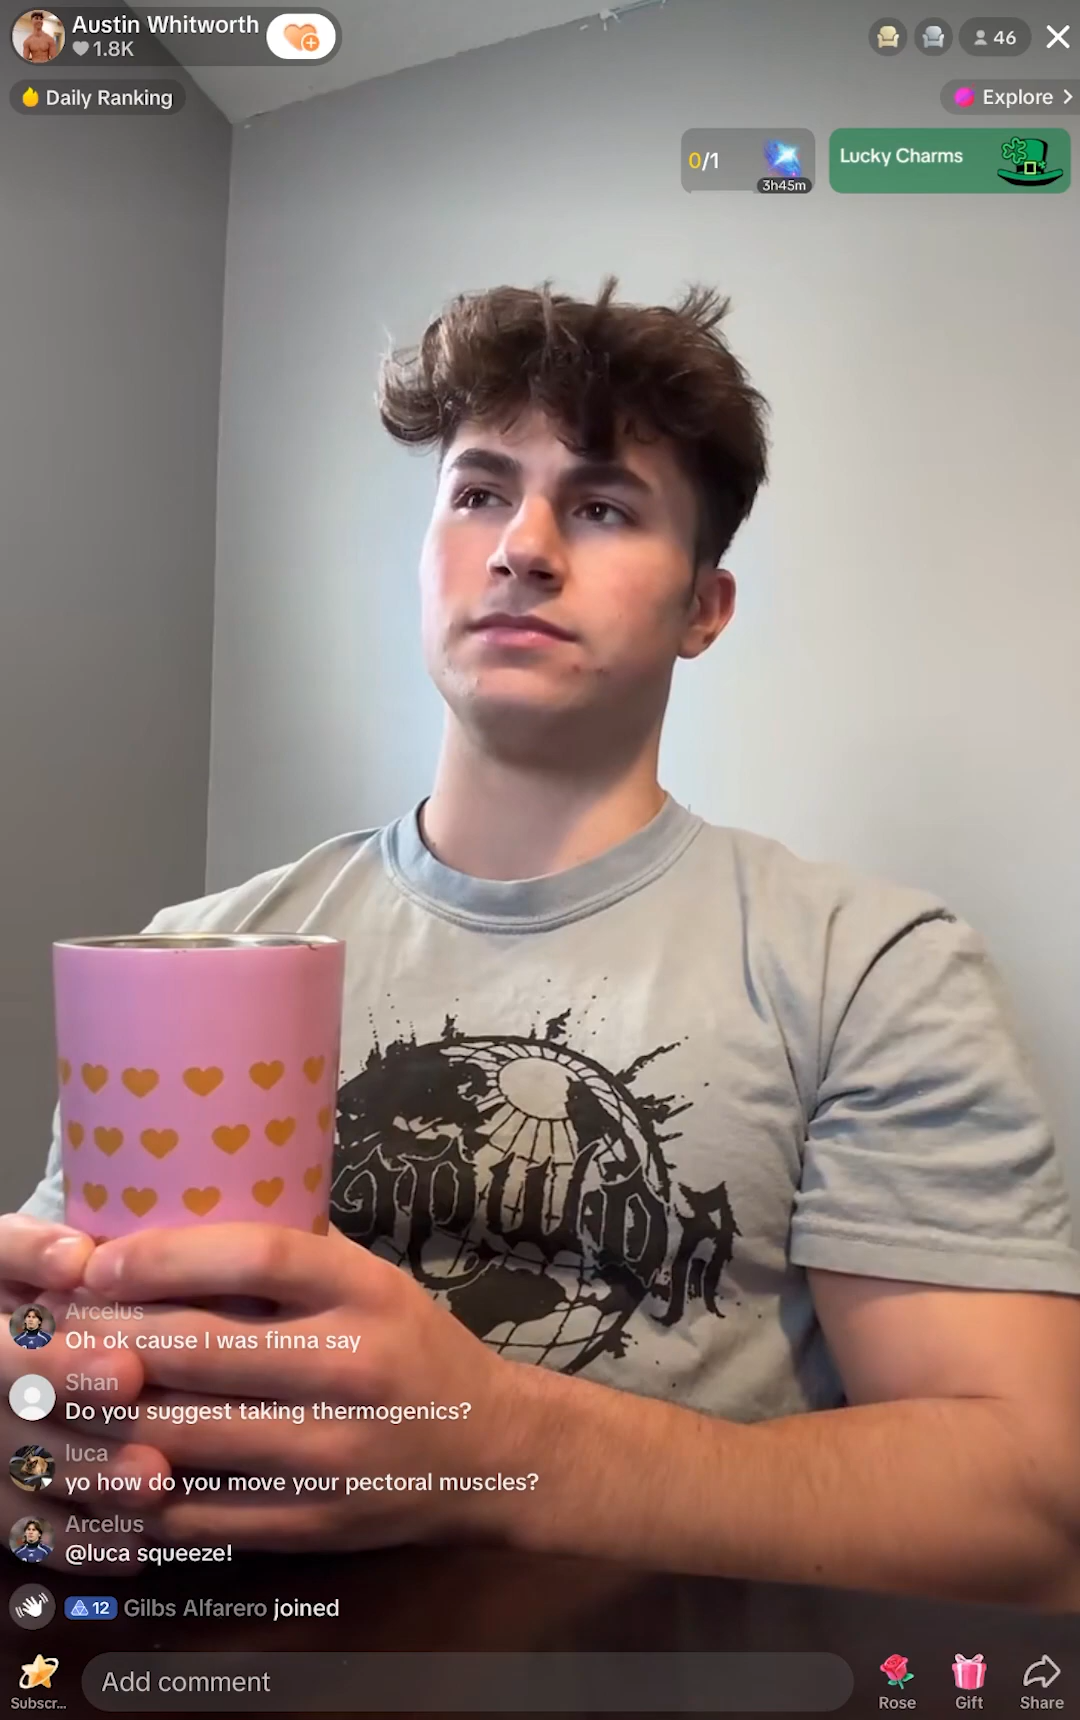 Austin Whitworth
1.8K
46
Daily Ranking
Explore >
0/1
3h45m
Lucky Charms
Arcelus
Oh ok cause I was finna say
Shan
Do you suggest taking thermogenics?
luca
yo how do you move your pectoral muscles?
Arcelus
@luca squeeze!
12 Gilbs Alfarero joined
Subscr...
Add comment
Rose
Gift
Share